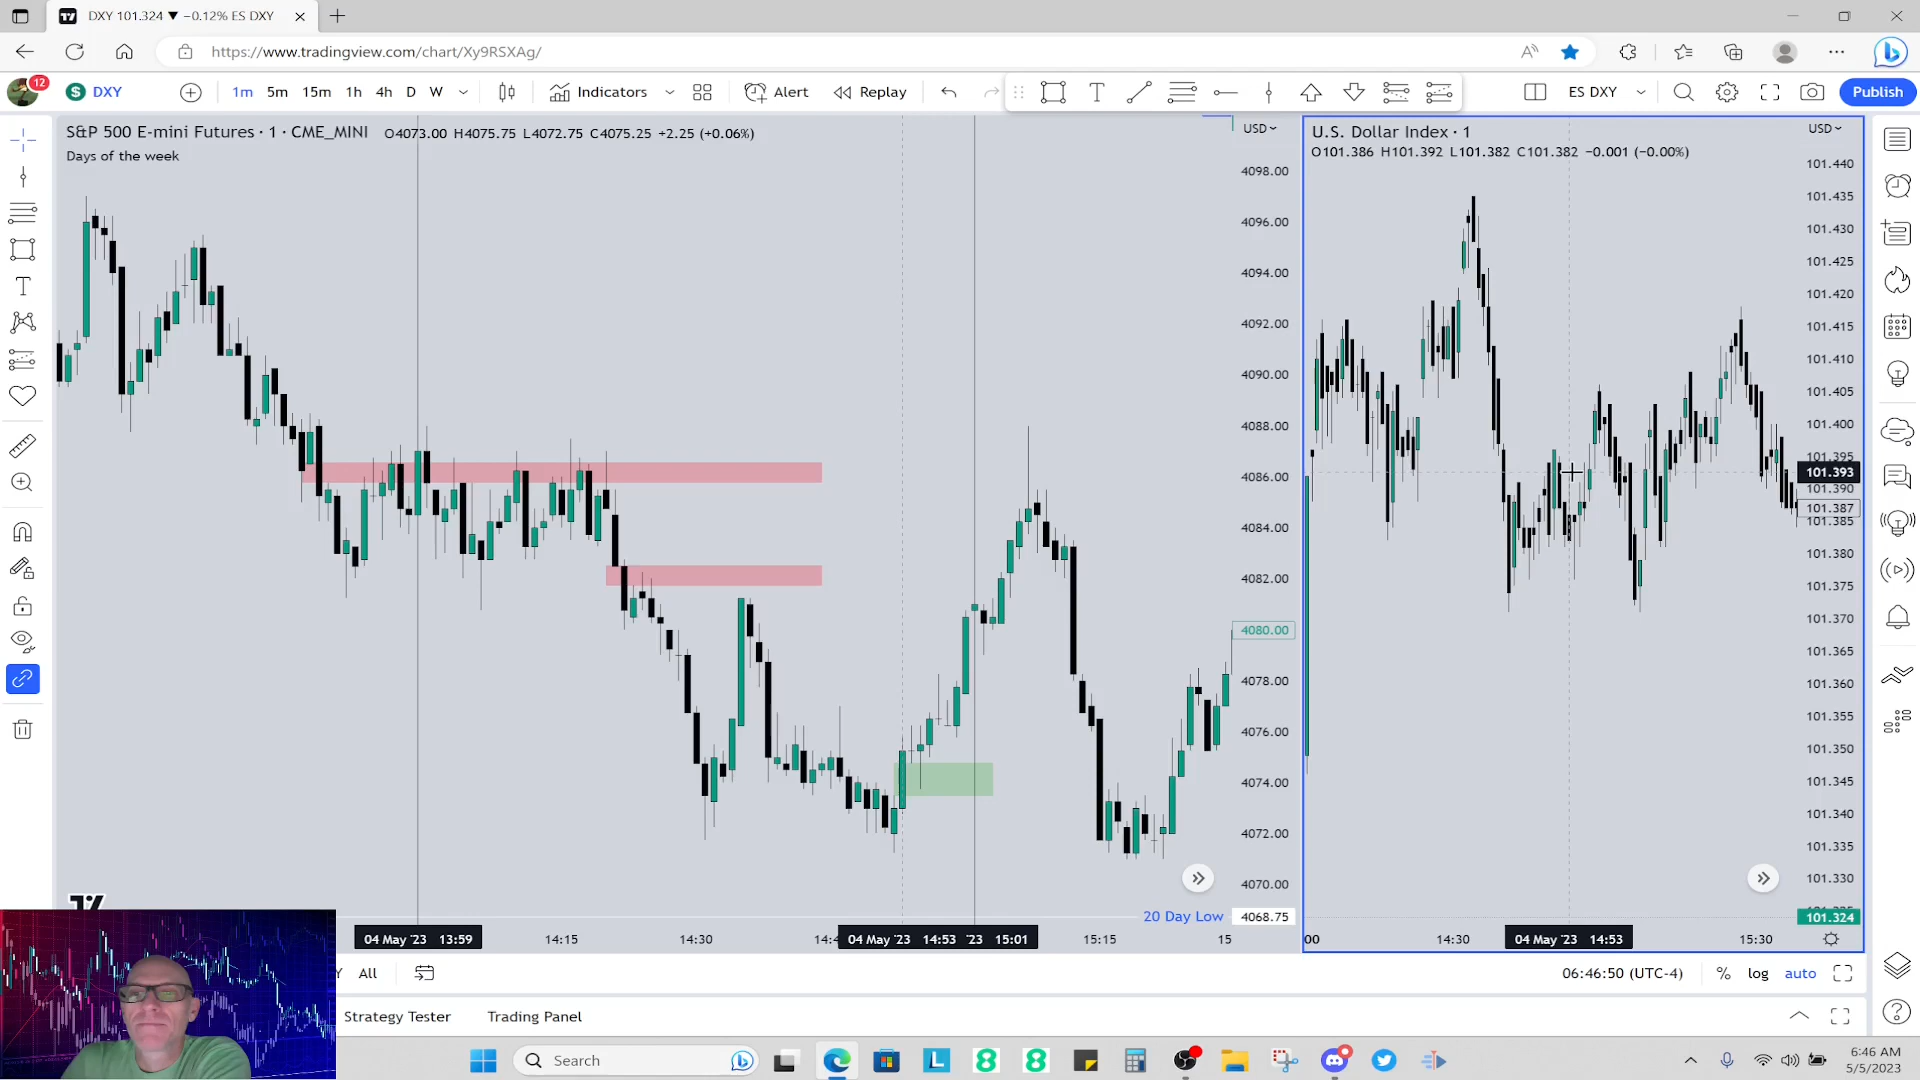 DXY 101.324 ▼ −0.12% ES DXY
https://www.tradingview.com/chart/Xy9RSXAg/
12
DXY
1m 5m 15m 1h 4h D W
Indicators
Alert
Replay
ES DXY
Publish
S&P 500 E-mini Futures · 1 · CME_MINI O4073.00 H4075.75 L4072.75 C4075.25 +2.25 (+0.06%)
Days of the week
USD
4098.00
4096.00
4094.00
4092.00
4090.00
4088.00
4086.00
4084.00
4082.00
4080.00
4078.00
4076.00
4074.00
4072.00
4070.00
20 Day Low 4068.75
04 May '23 13:59 14:15 14:30 14:4 04 May '23 14:53 '23 15:01 15:15 15
U.S. Dollar Index · 1
O101.386 H101.392 L101.382 C101.382 −0.001 (−0.00%)
USD
101.440
101.435
101.430
101.425
101.420
101.415
101.410
101.405
101.400
101.395
101.393
101.390
101.387
101.385
101.380
101.375
101.370
101.365
101.360
101.355
101.350
101.345
101.340
101.335
101.330
101.324
00 14:30 04 May '23 14:53 15:30
All
06:46:50 (UTC-4) % log auto
Strategy Tester Trading Panel
Search
6:46 AM
5/5/2023